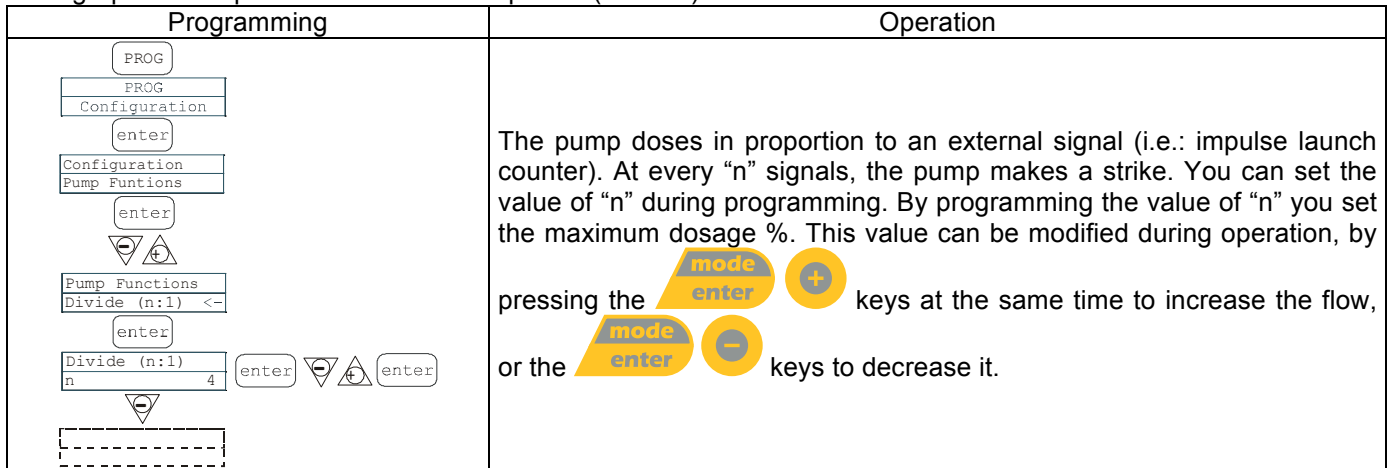 Programming
Operation
PROG
PROG
Configuration
enter
Configuration
Pump Funtions
enter
- +
Pump Functions
Divide (n:1) <-
enter
Divide (n:1)
n 4
enter - + enter
-
The pump doses in proportion to an external signal (i.e.: impulse launch
counter). At every “n” signals, the pump makes a strike. You can set the
value of “n” during programming. By programming the value of “n” you set
the maximum dosage %. This value can be modified during operation, by
pressing the mode enter + keys at the same time to increase the flow,
or the mode enter - keys to decrease it.